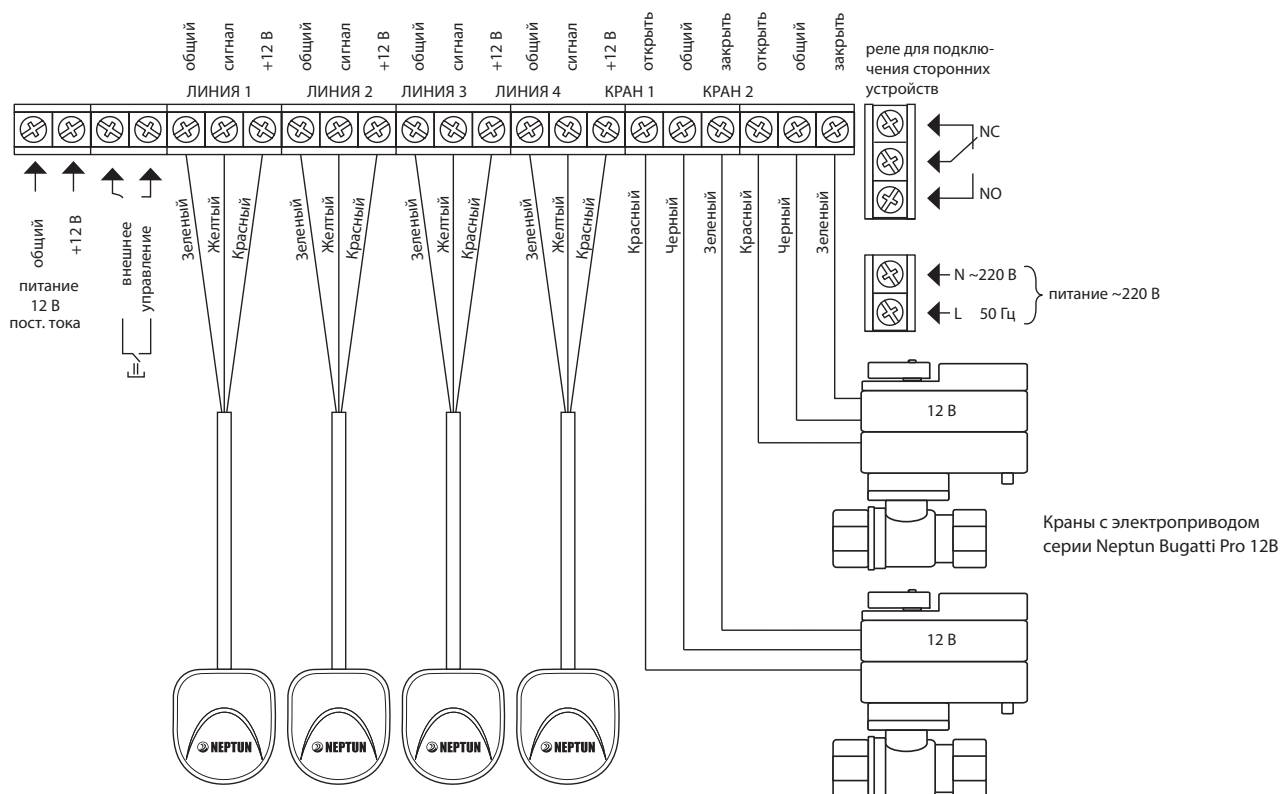 общий
сигнал
+12 В
общий
сигнал
+12 В
общий
сигнал
+12 В
общий
сигнал
+12 В
открыть
общий
закрыть
открыть
общий
закрыть
реле для подклю-
чения сторонних
устройств
ЛИНИЯ 1
ЛИНИЯ 2
ЛИНИЯ 3
ЛИНИЯ 4
КРАН 1
КРАН 2
NC
NO
общий
+12 В
питание
12 В
пост. тока
внешнее
управление
Зеленый
Желтый
Красный
Зеленый
Желтый
Красный
Зеленый
Желтый
Красный
Зеленый
Желтый
Красный
Красный
Черный
Зеленый
Красный
Черный
Зеленый
N ~220 В
L 50 Гц
питание ~220 В
12 В
Краны с электроприводом
серии Neptun Bugatti Pro 12В
12 В
NEPTUN
NEPTUN
NEPTUN
NEPTUN